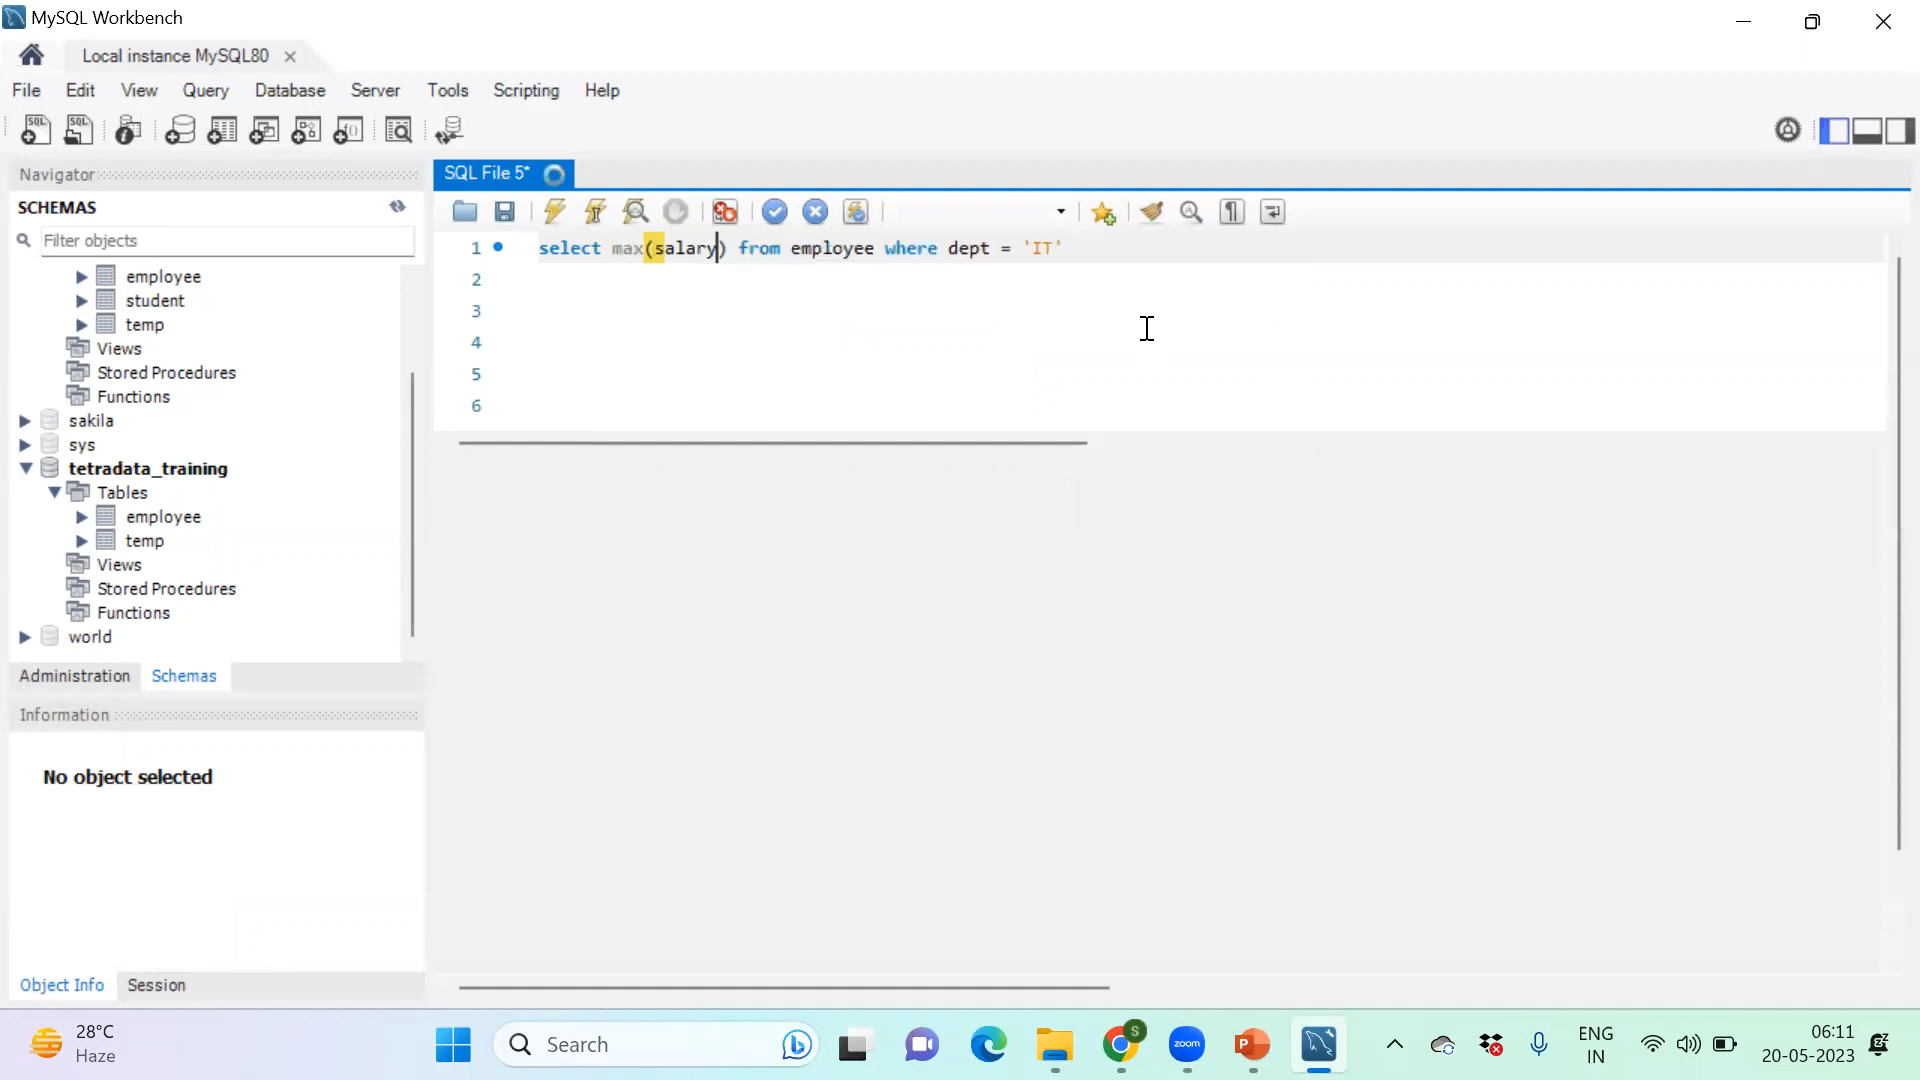 MySQL Workbench
Local instance MySQL80
File Edit View Query Database Server Tools Scripting Help
Navigator
SCHEMAS
Filter objects
employee
student
temp
Views
Stored Procedures
Functions
sakila
sys
tetradata_training
Tables
employee
temp
Views
Stored Procedures
Functions
world
Administration Schemas
Information
No object selected
Object Info Session
SQL File 5*
1 select max(salary) from employee where dept = 'IT'
2
3
4
5
6
28°C
Haze
Search
zoom
S
ENG
IN
06:11
20-05-2023